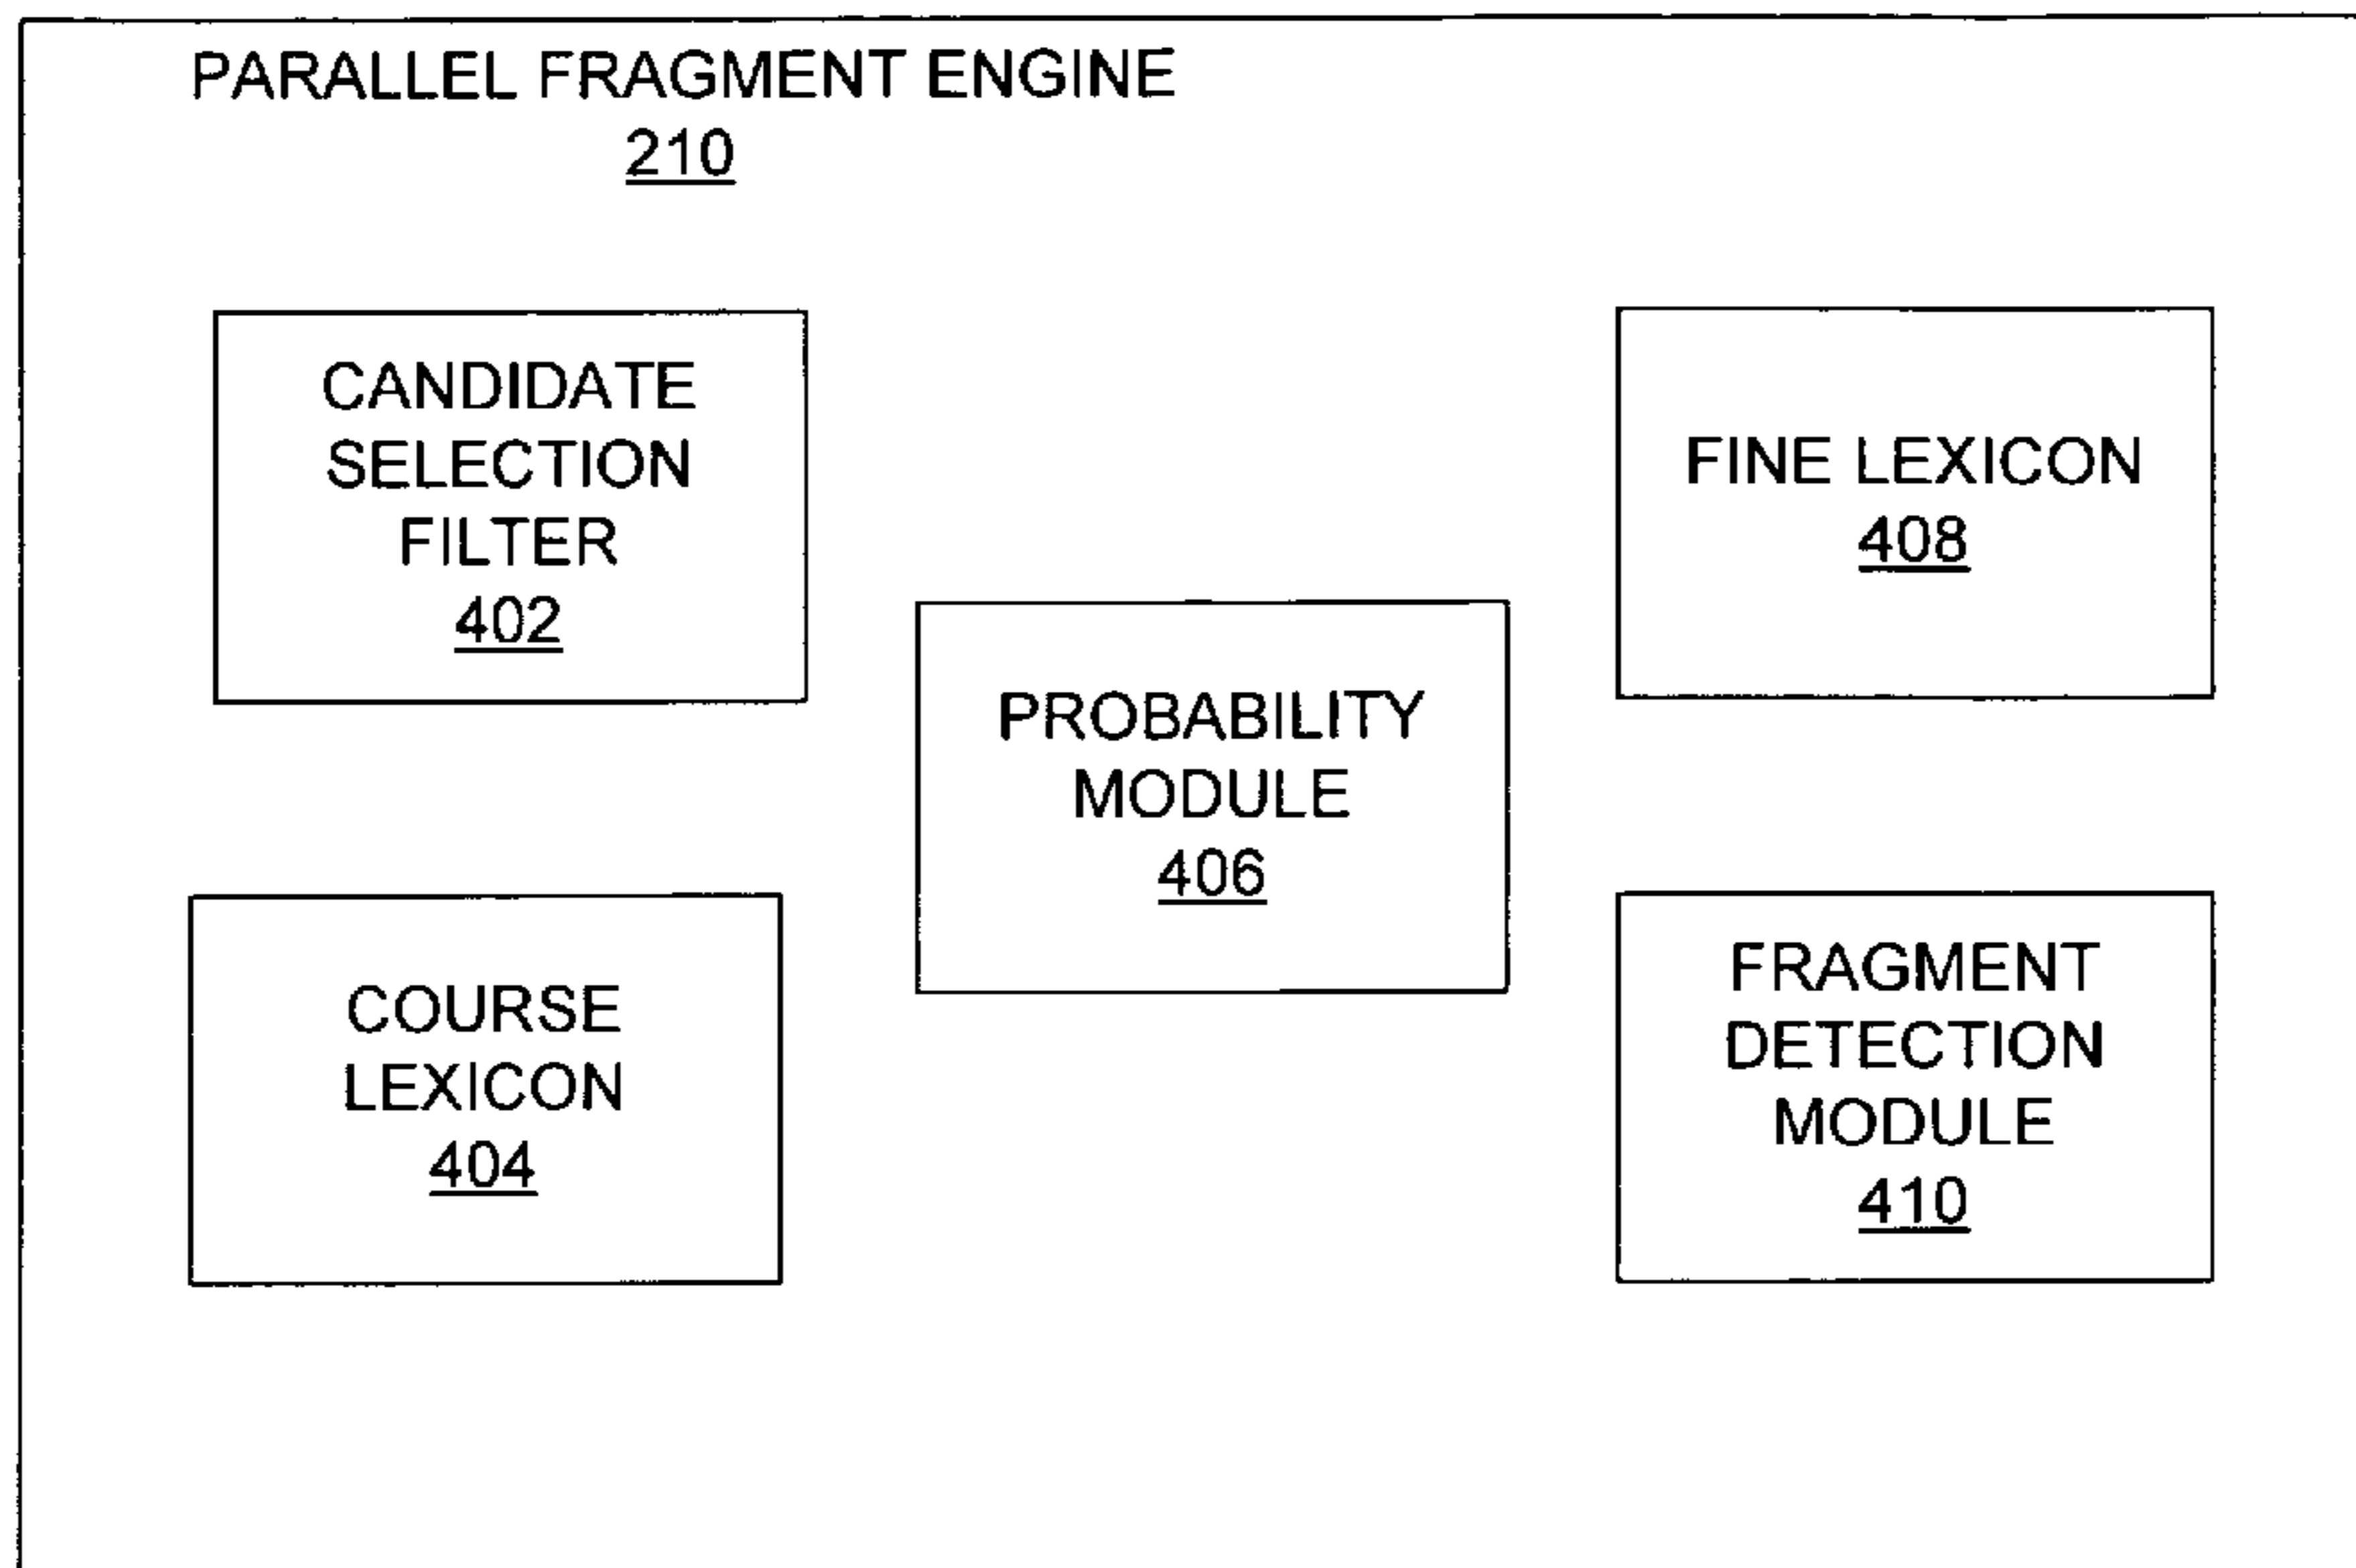 PARALLEL FRAGMENT ENGINE
210
CANDIDATE
SELECTION
FILTER
402
COURSE
LEXICON
404
PROBABILITY
MODULE
406
FINE LEXICON
408
FRAGMENT
DETECTION
MODULE
410